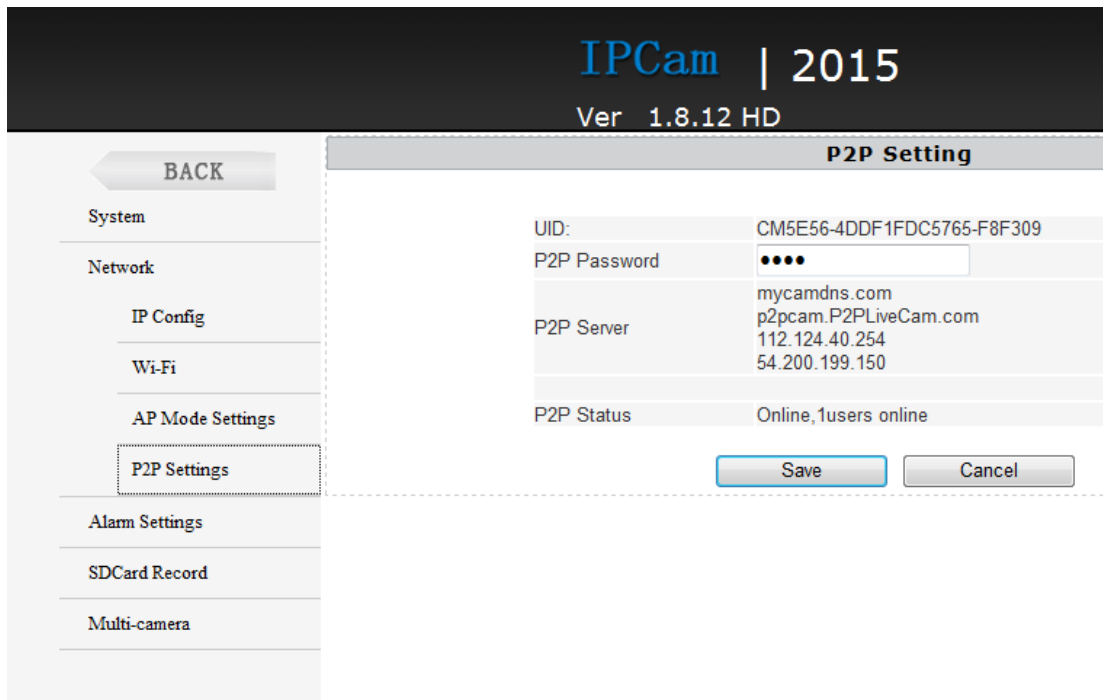 IPCam | 2015
Ver 1.8.12 HD
BACK
System
Network
IP Config
Wi-Fi
AP Mode Settings
P2P Settings
Alarm Settings
SDCard Record
Multi-camera
P2P Setting
UID: CM5E56-4DDF1FDC5765-F8F309
P2P Password ••••
P2P Server
mycamdns.com
p2pcam.P2PLiveCam.com
112.124.40.254
54.200.199.150
P2P Status Online,1users online
Save Cancel